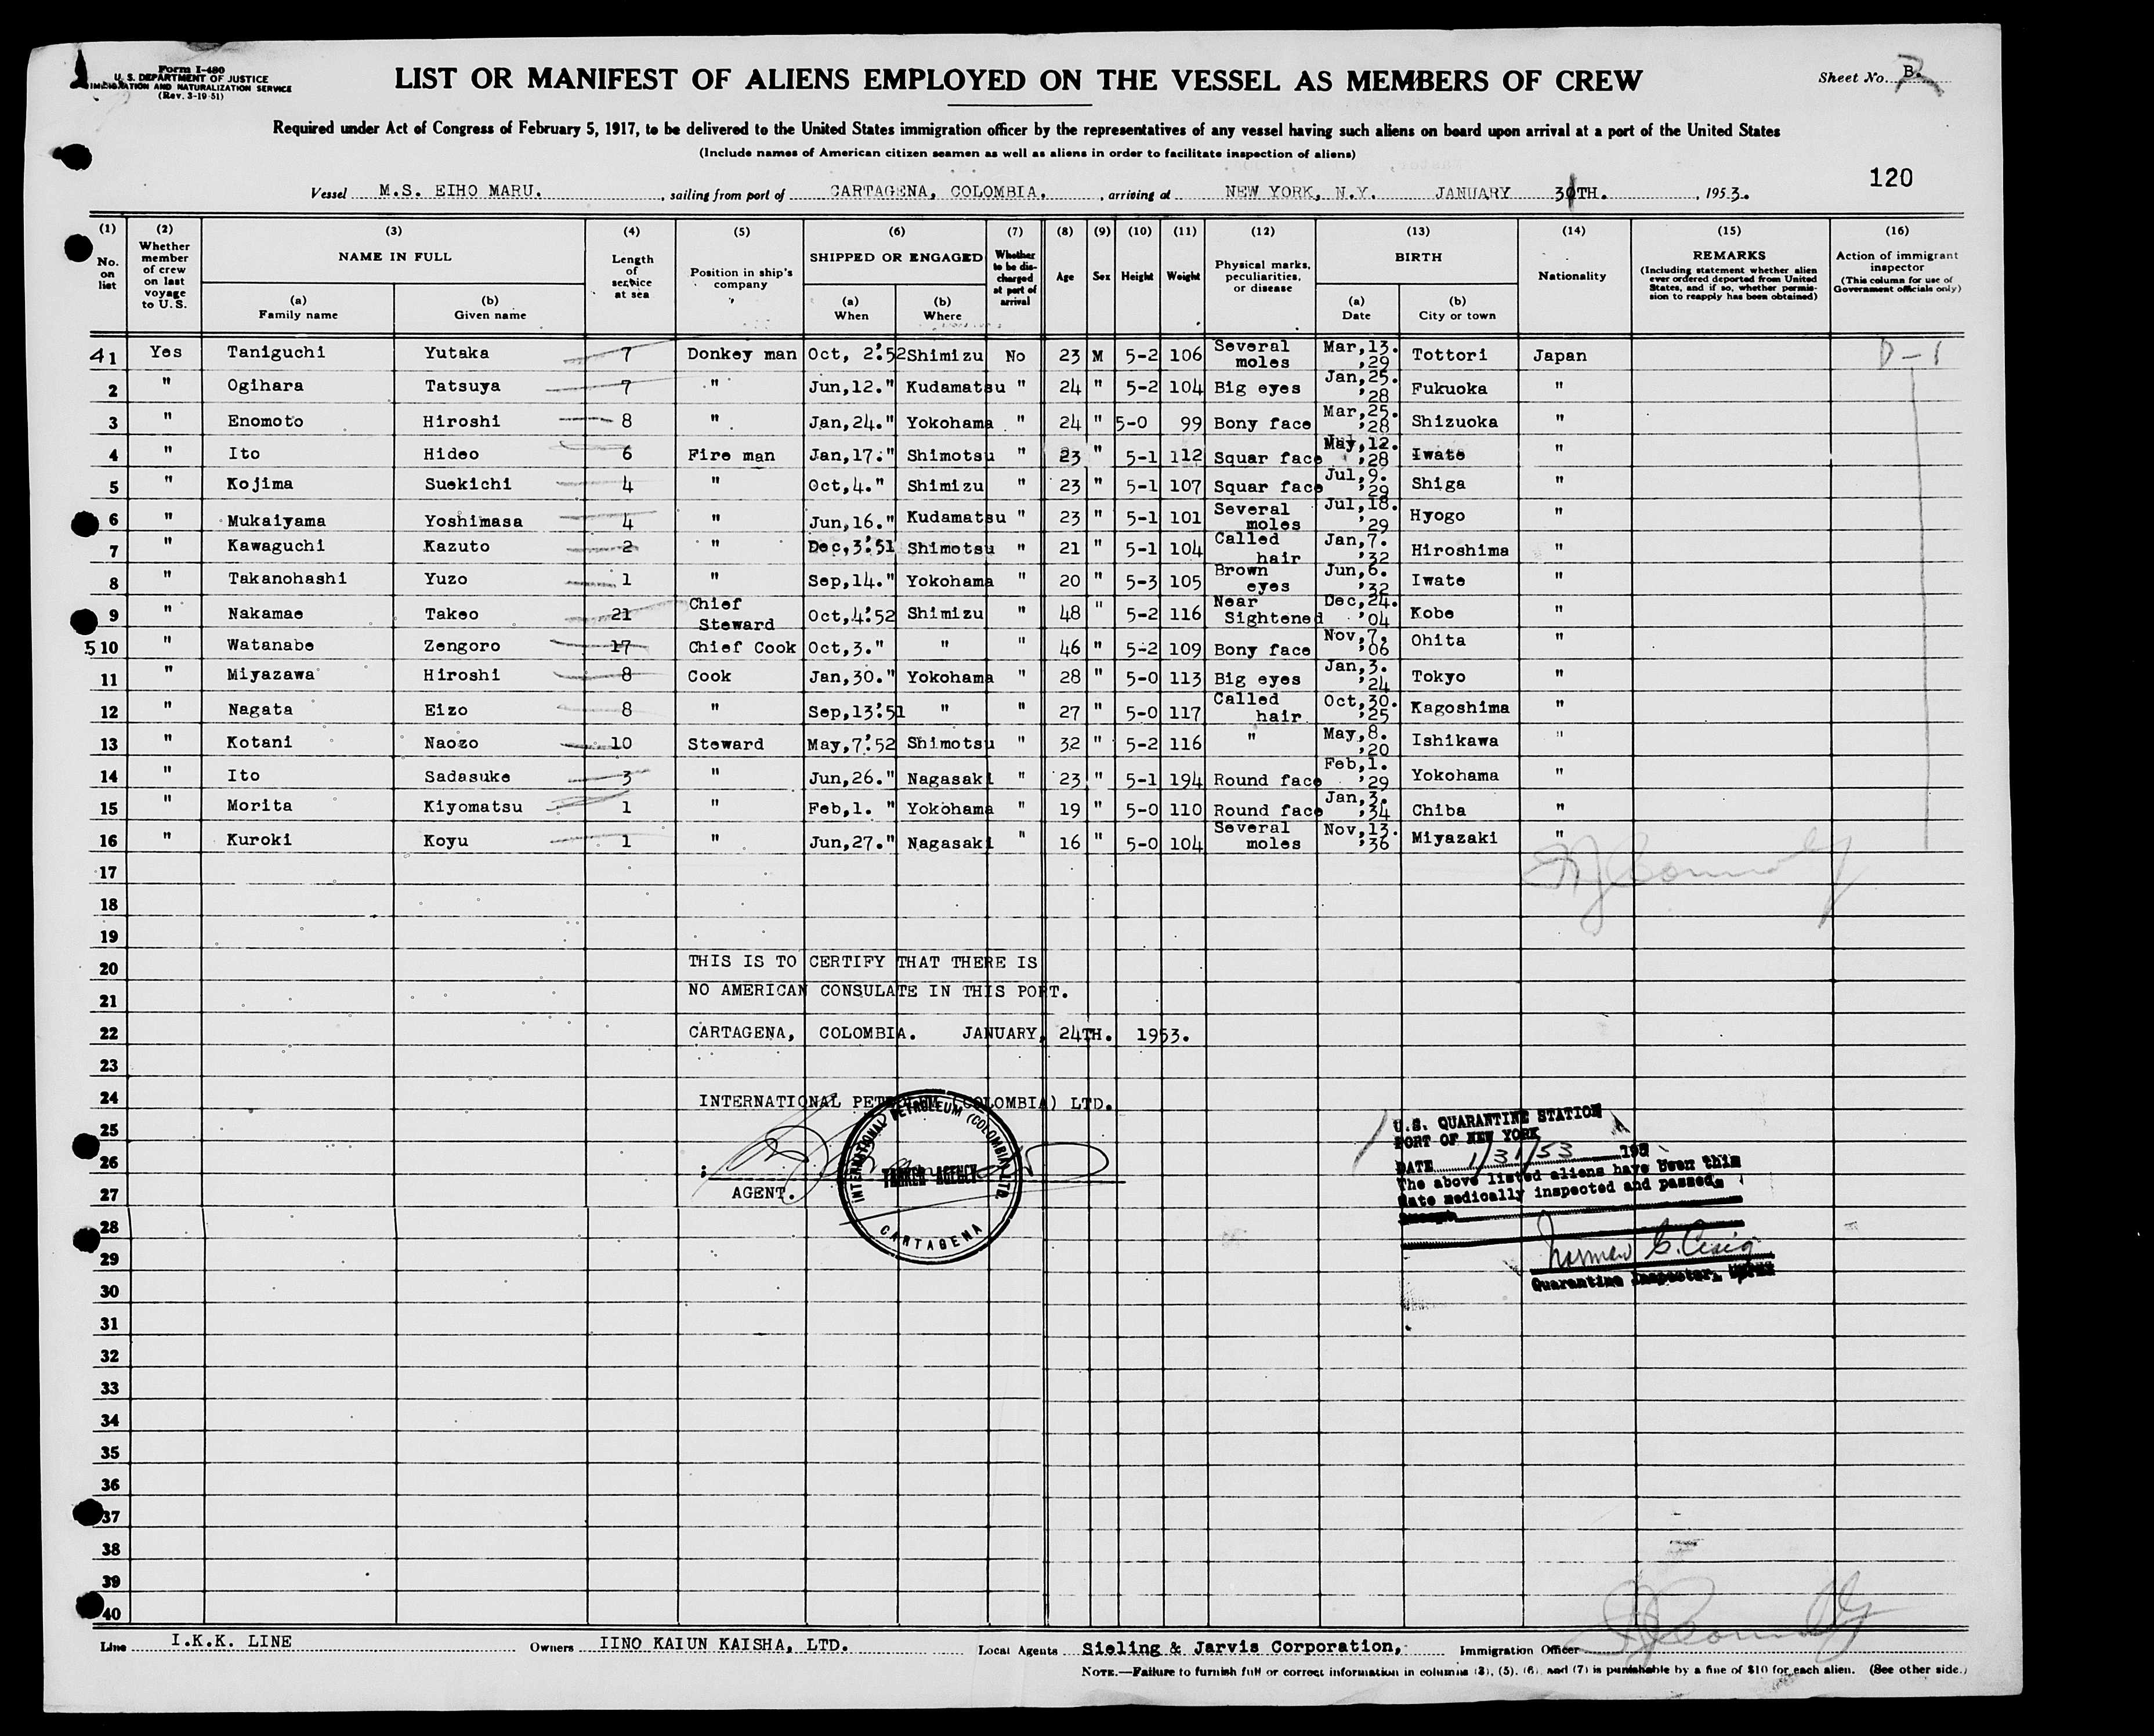 Form I-480
U. S. DEPARTMENT OF JUSTICE
IMMIGRATION AND NATURALIZATION SERVICE
(Rev. 3-19-51)
LIST OR MANIFEST OF ALIENS EMPLOYED ON THE VESSEL AS MEMBERS OF CREW
Sheet No. B.
Required under Act of Congress of February 5, 1917, to be delivered to the United States immigration officer by the representatives of any vessel having such aliens on board upon arrival at a port of the United States
(Include names of American citizen seamen as well as aliens in order to facilitate inspection of aliens)
120
Vessel M.S. EIHO MARU. , sailing from port of CARTAGENA, COLOMBIA. , arriving at NEW YORK, N.Y. JANUARY 30TH. , 1953.
(1) No. on list
(2) Whether member of crew on last voyage to U.S.
(3) NAME IN FULL
(a) Family name
(b) Given name
(4) Length of service at sea
(5) Position in ship's company
(6) SHIPPED OR ENGAGED
(a) When
(b) Where
(7) Whether to be discharged at port of arrival
(8) Age
(9) Sex
(10) Height
(11) Weight
(12) Physical marks, peculiarities, or disease
(13) BIRTH
(a) Date
(b) City or town
(14) Nationality
(15) REMARKS
(Including statement whether alien ever ordered deported from United States, and if so, whether permission to reapply has been obtained)
(16) Action of immigrant inspector
(This column for use of Government officials only)
41 Yes Taniguchi Yutaka 7 Donkey man Oct, 2.'52 Shimizu No 23 M 5-2 106 Several moles Mar,13. '29 Tottori Japan D-1
2 " Ogihara Tatsuya 7 " Jun,12." Kudamatsu " 24 " 5-2 104 Big eyes Jan,25. '28 Fukuoka "
3 " Enomoto Hiroshi 8 " Jan,24." Yokohama " 24 " 5-0 99 Bony face Mar,25. '28 Shizuoka "
4 " Ito Hideo 6 Fire man Jan,17." Shimotsu " 23 " 5-1 112 Squar face May,12. '28 Iwate "
5 " Kojima Suekichi 4 " Oct,4." Shimizu " 23 " 5-1 107 Squar face Jul,9. '29 Shiga "
6 " Mukaiyama Yoshimasa 4 " Jun,16." Kudamatsu " 23 " 5-1 101 Several moles Jul,18. '29 Hyogo "
7 " Kawaguchi Kazuto 2 " Dec,3.'51 Shimotsu " 21 " 5-1 104 Called hair Jan,7. '32 Hiroshima "
8 " Takanohashi Yuzo 1 " Sep,14." Yokohama " 20 " 5-3 105 Brown eyes Jun,6. '32 Iwate "
9 " Nakamae Takeo 21 Chief Steward Oct,4.'52 Shimizu " 48 " 5-2 116 Near Sightened Dec,24. '04 Kobe "
510 " Watanabe Zengoro 17 Chief Cook Oct,3." " " 46 " 5-2 109 Bony face Nov,7. '06 Ohita "
11 " Miyazawa Hiroshi 8 Cook Jan,30." Yokohama " 28 " 5-0 113 Big eyes Jan,3. '24 Tokyo "
12 " Nagata Eizo 8 " Sep,13.'51 " " 27 " 5-0 117 Called hair Oct,30. '25 Kagoshima "
13 " Kotani Naozo 10 Steward May,7.'52 Shimotsu " 32 " 5-2 116 " May,8. '20 Ishikawa "
14 " Ito Sadasuke 3 " Jun,26." Nagasaki " 23 " 5-1 194 Round face Feb,1. '29 Yokohama "
15 " Morita Kiyomatsu 1 " Feb,1. " Yokohama " 19 " 5-0 110 Round face Jan,3. '34 Chiba "
16 " Kuroki Koyu 1 " Jun,27." Nagasaki " 16 " 5-0 104 Several moles Nov,13. '36 Miyazaki "
17
18
19
20 THIS IS TO CERTIFY THAT THERE IS
21 NO AMERICAN CONSULATE IN THIS PORT.
22 CARTAGENA, COLOMBIA. JANUARY, 24TH. 1953.
23
24 INTERNATIONAL PETROLEUM (COLOMBIA) LTD.
25
26
27 AGENT.
INTERNATIONAL PETROLEUM (COLOMBIA) LTD.
TANKER AGENCY
CARTAGENA
U.S. QUARANTINE STATION
PORT OF NEW YORK
DATE 1/31/53 195
The above listed aliens have been this
date medically inspected and passed.
Except
Norman G. Craig
Quarantine Inspector,
28
29
30
31
32
33
34
35
36
37
38
39
40
Line I.K.K. LINE Owners IINO KAIUN KAISHA, LTD. Local Agents Sieling & Jarvis Corporation, Immigration Officer
NOTE.—Failure to furnish full or correct information in columns (3), (5), (6), and (7) is punishable by a fine of $10 for each alien. (See other side.)